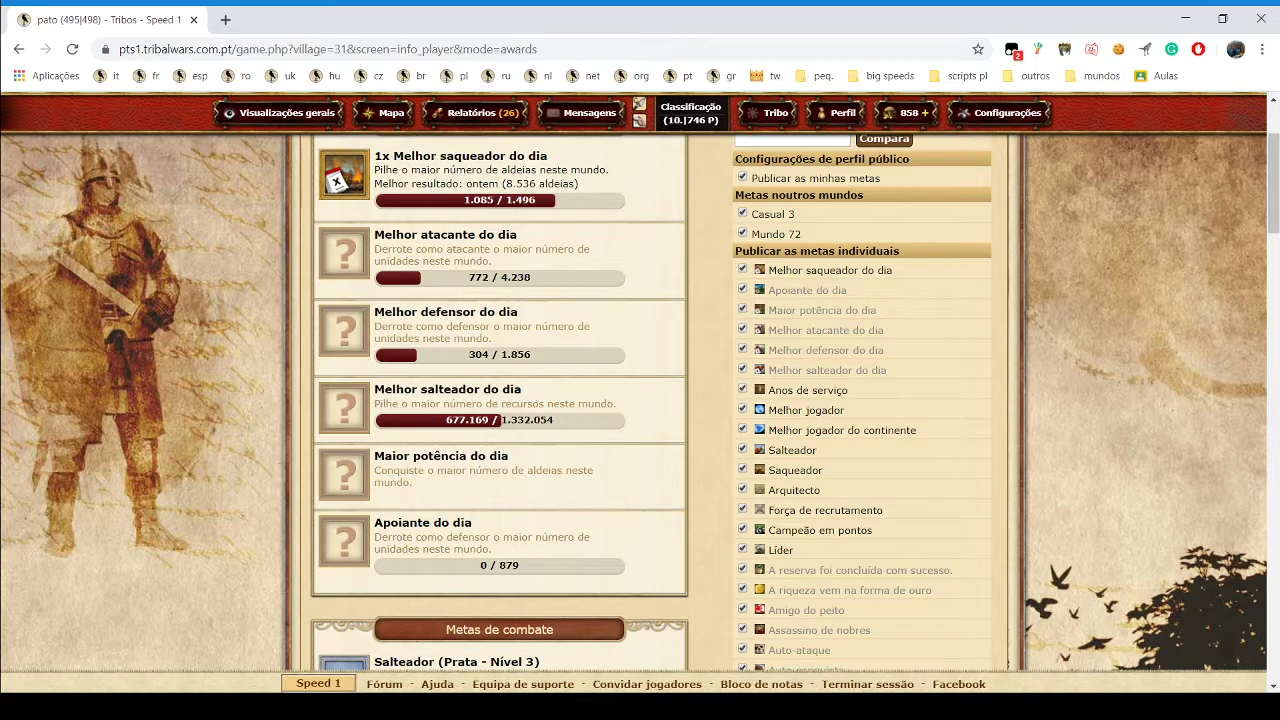 pato (495|498) - Tribos - Speed 1
pts1.tribalwars.com.pt/game.php?village=31&screen=info_player&mode=awards
2
Aplicações it fr esp ro uk hu cz br pl ru nl net org pt gr tw peq. big speeds scripts pl outros mundos Aulas
Visualizações gerais Mapa Relatórios (26) Mensagens Classificação (10.|746 P) Tribo Perfil 858 + Configurações
1x Melhor saqueador do dia
Pilhe o maior número de aldeias neste mundo.
Melhor resultado: ontem (8.536 aldeias)
1.085 / 1.496
Melhor atacante do dia
Derrote como atacante o maior número de
unidades neste mundo.
772 / 4.238
Melhor defensor do dia
Derrote como defensor o maior número de
unidades neste mundo.
304 / 1.856
Melhor salteador do dia
Pilhe o maior número de recursos neste mundo.
677.169 / 1.332.054
Maior potência do dia
Conquiste o maior número de aldeias neste
mundo.
Apoiante do dia
Derrote como defensor o maior número de
unidades neste mundo.
0 / 879
Metas de combate
Salteador (Prata - Nível 3)
Compara
Configurações de perfil público
Publicar as minhas metas
Metas noutros mundos
Casual 3
Mundo 72
Publicar as metas individuais
Melhor saqueador do dia
Apoiante do dia
Maior potência do dia
Melhor atacante do dia
Melhor defensor do dia
Melhor salteador do dia
Anos de serviço
Melhor jogador
Melhor jogador do continente
Salteador
Saqueador
Arquitecto
Força de recrutamento
Campeão em pontos
Líder
A reserva foi concluída com sucesso.
A riqueza vem na forma de ouro
Amigo do peito
Assassino de nobres
Auto-ataque
Speed 1 Fórum - Ajuda - Equipa de suporte - Convidar jogadores - Bloco de notas - Terminar sessão - Facebook